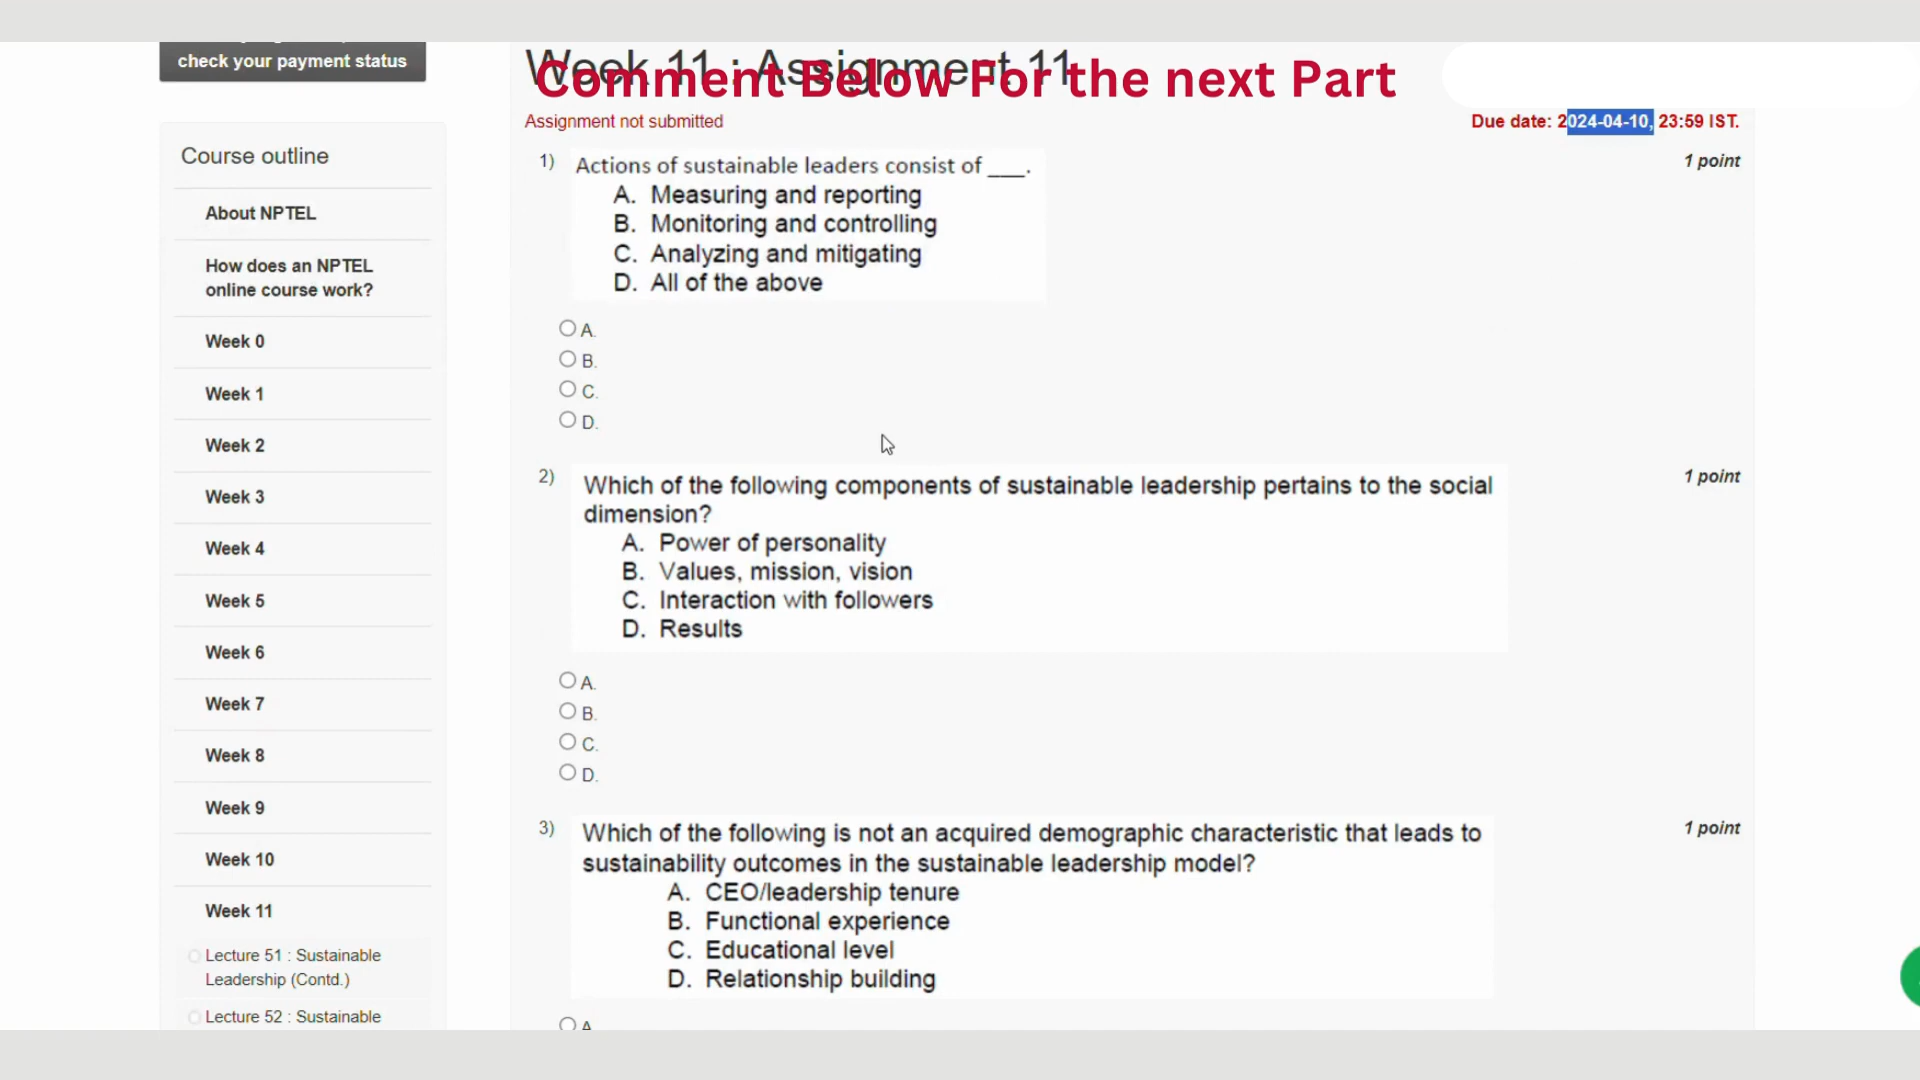 check your payment status
Week 11 : Assignment 11
Comment Below For the next Part
Assignment not submitted
Due date: 2024-04-10, 23:59 IST.
Course outline
About NPTEL
How does an NPTEL
online course work?
Week 0
Week 1
Week 2
Week 3
Week 4
Week 5
Week 6
Week 7
Week 8
Week 9
Week 10
Week 11
Lecture 51 : Sustainable
Leadership (Contd.)
Lecture 52 : Sustainable
1) Actions of sustainable leaders consist of ___.
1 point
A. Measuring and reporting
B. Monitoring and controlling
C. Analyzing and mitigating
D. All of the above
A.
B.
C.
D.
2) Which of the following components of sustainable leadership pertains to the social
1 point
dimension?
A. Power of personality
B. Values, mission, vision
C. Interaction with followers
D. Results
A.
B.
C.
D.
3) Which of the following is not an acquired demographic characteristic that leads to
1 point
sustainability outcomes in the sustainable leadership model?
A. CEO/leadership tenure
B. Functional experience
C. Educational level
D. Relationship building
A